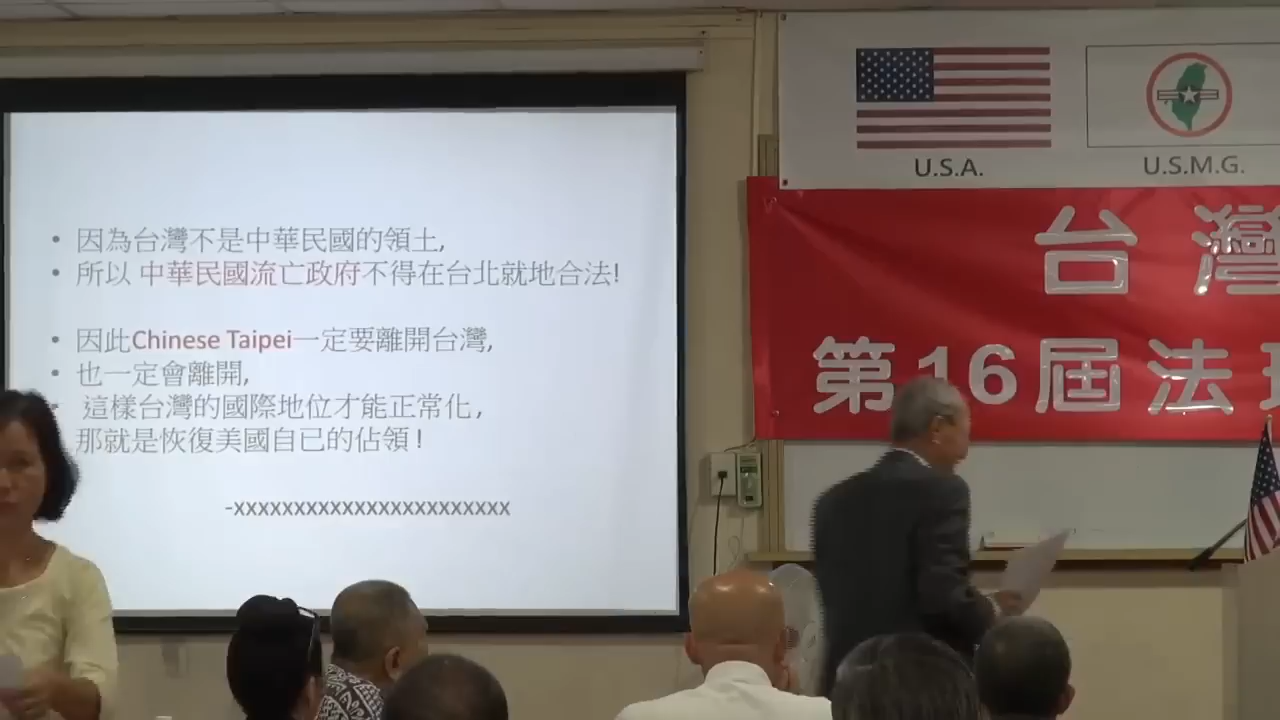 • 因為台灣不是中華民國的領土,
• 所以 中華民國流亡政府不得在台北就地合法!
• 因此Chinese Taipei一定要離開台灣,
• 也一定會離開,
這樣台灣的國際地位才能正常化,
那就是恢復美國自已的佔領!
-xxxxxxxxxxxxxxxxxxxxxxx
U.S.A.
U.S.M.G.
台灣
第16屆法